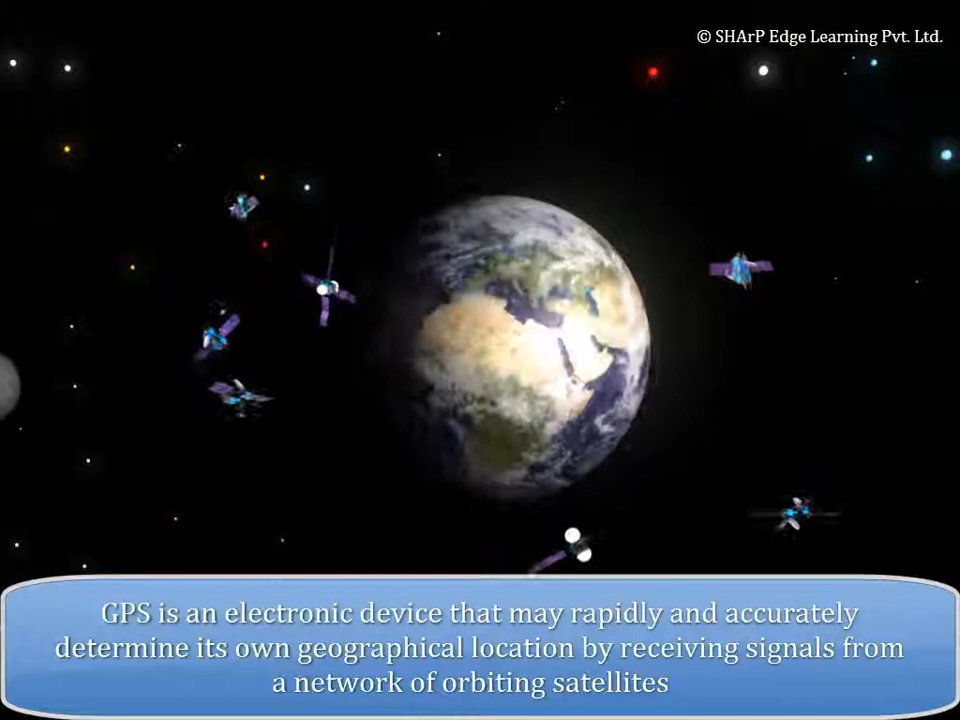 © SHArP Edge Learning Pvt. Ltd.
GPS is an electronic device that may rapidly and accurately
determine its own geographical location by receiving signals from
a network of orbiting satellites